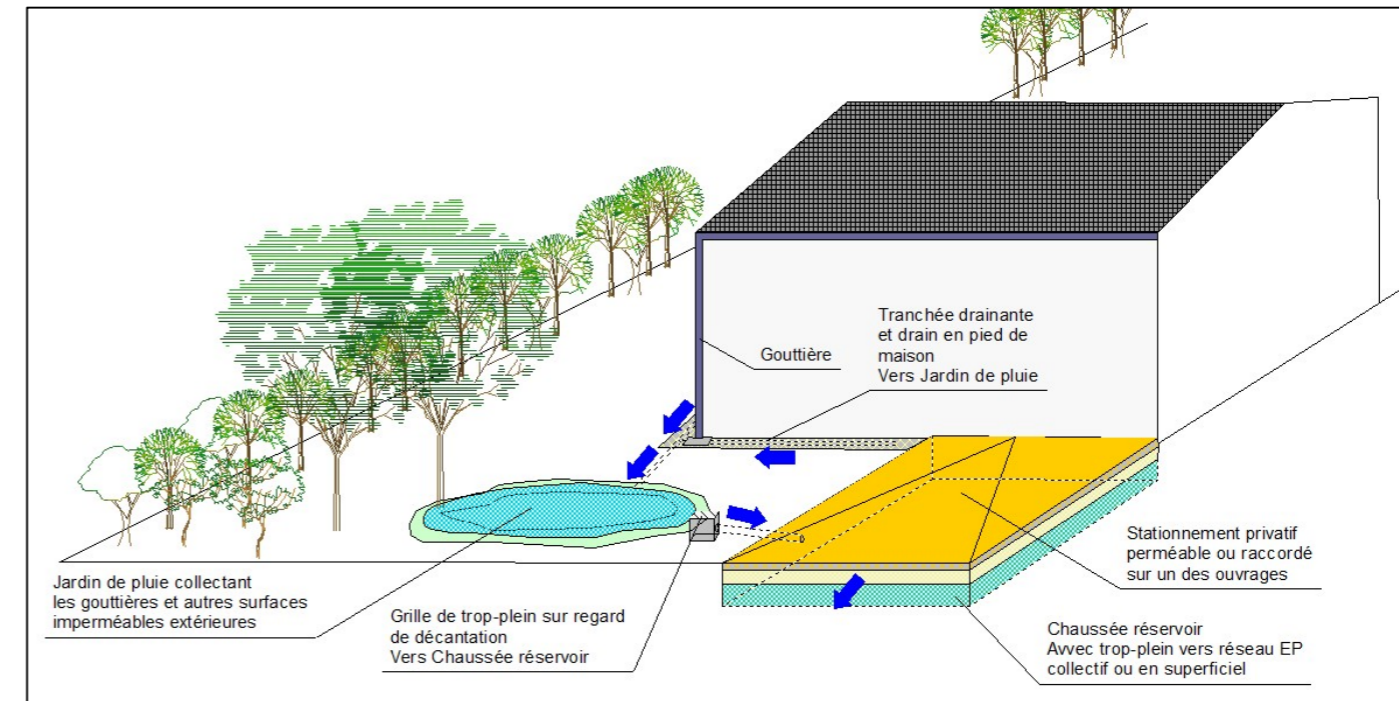 Tranchée drainante
et drain en pied de
maison
Vers Jardin de pluie
Gouttière
Stationnement privatif
perméable ou raccordé
sur un des ouvrages
Jardin de pluie collectant
les gouttières et autres surfaces
imperméables extérieures
Grille de trop-plein sur regard
de décantation
Vers Chaussée réservoir
Chaussée réservoir
Avvec trop-plein vers réseau EP
collectif ou en superficiel